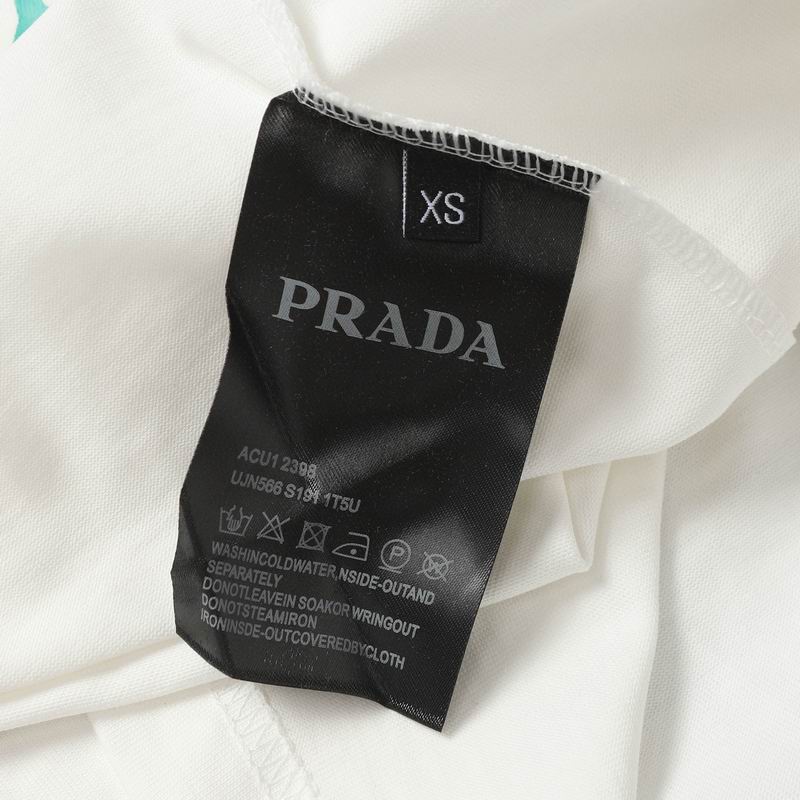 XS
PRADA
ACU1 2398
UJN566 S191 1T5U
P
W
WASHINCOLDWATER,NSIDE-OUTAND
SEPARATELY
DONOTLEAVEIN SOAKOR WRINGOUT
DONOTSTEAMIRON
IRONINSDE-OUTCOVEREDBYCLOTH